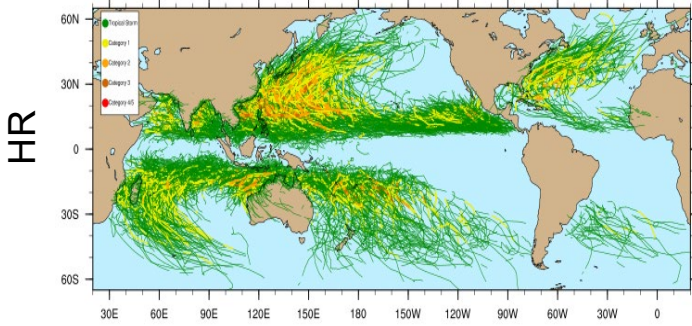 HR
60N
30N
0
30S
60S
Tropical Storm
Category 1
Category 2
Category 3
Category 4/5
30E 60E 90E 120E 150E 180 150W 120W 90W 60W 30W 0